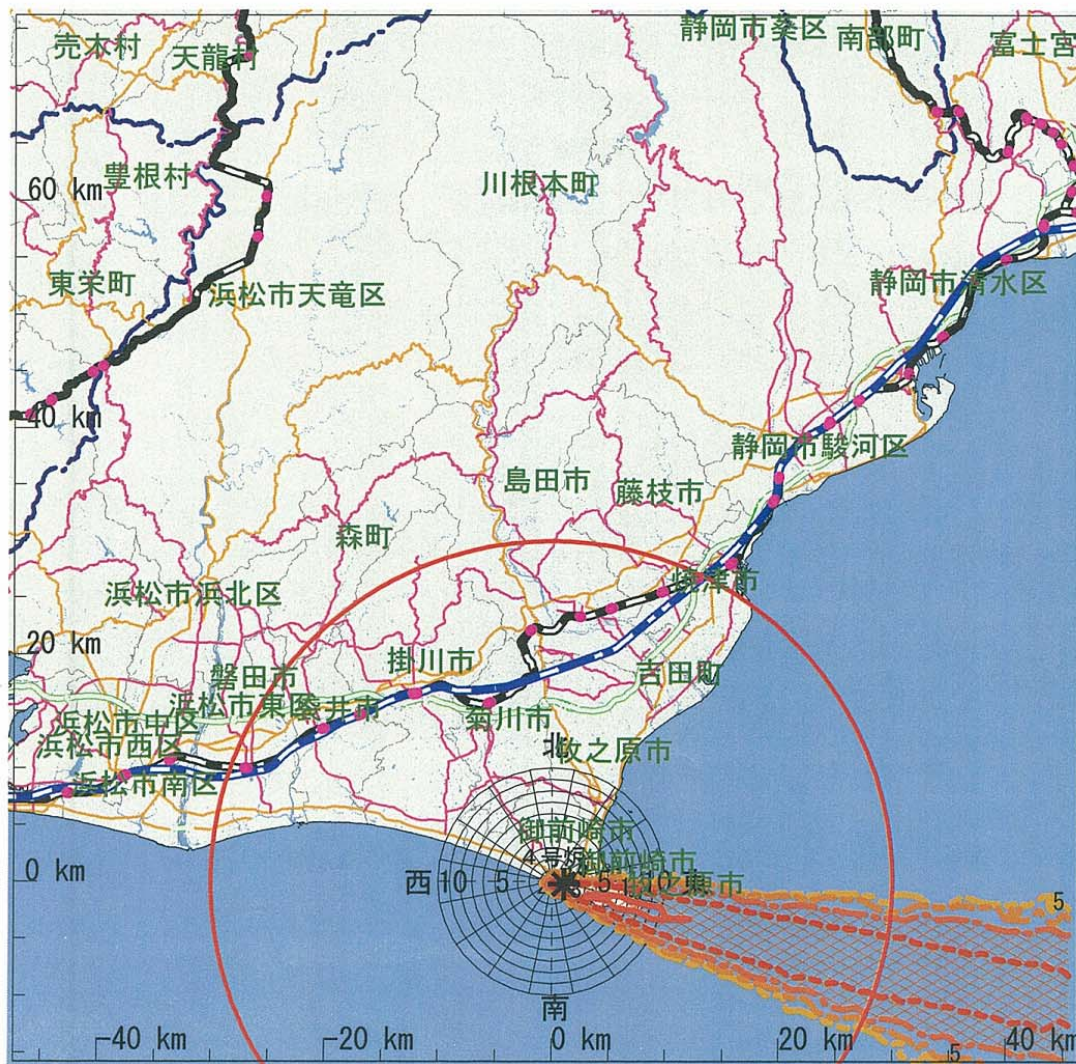 売木村
天龍村
静岡市葵区
南部町
富士宮
豊根村
60 km
川根本町
東栄町
浜松市天竜区
静岡市清水区
40 km
静岡市駿河区
島田市
藤枝市
森町
浜松市浜北区
焼津市
20 km
掛川市
磐田市
吉田町
浜松市東区
袋井市
浜松市中区
菊川市
浜松市西区
北
牧之原市
浜松市南区
御前崎市
4号炉
0 km
御前崎市
西
10
5
5
10
東
牧之原市
5
南
-40 km
-20 km
0 km
20 km
40 km
5